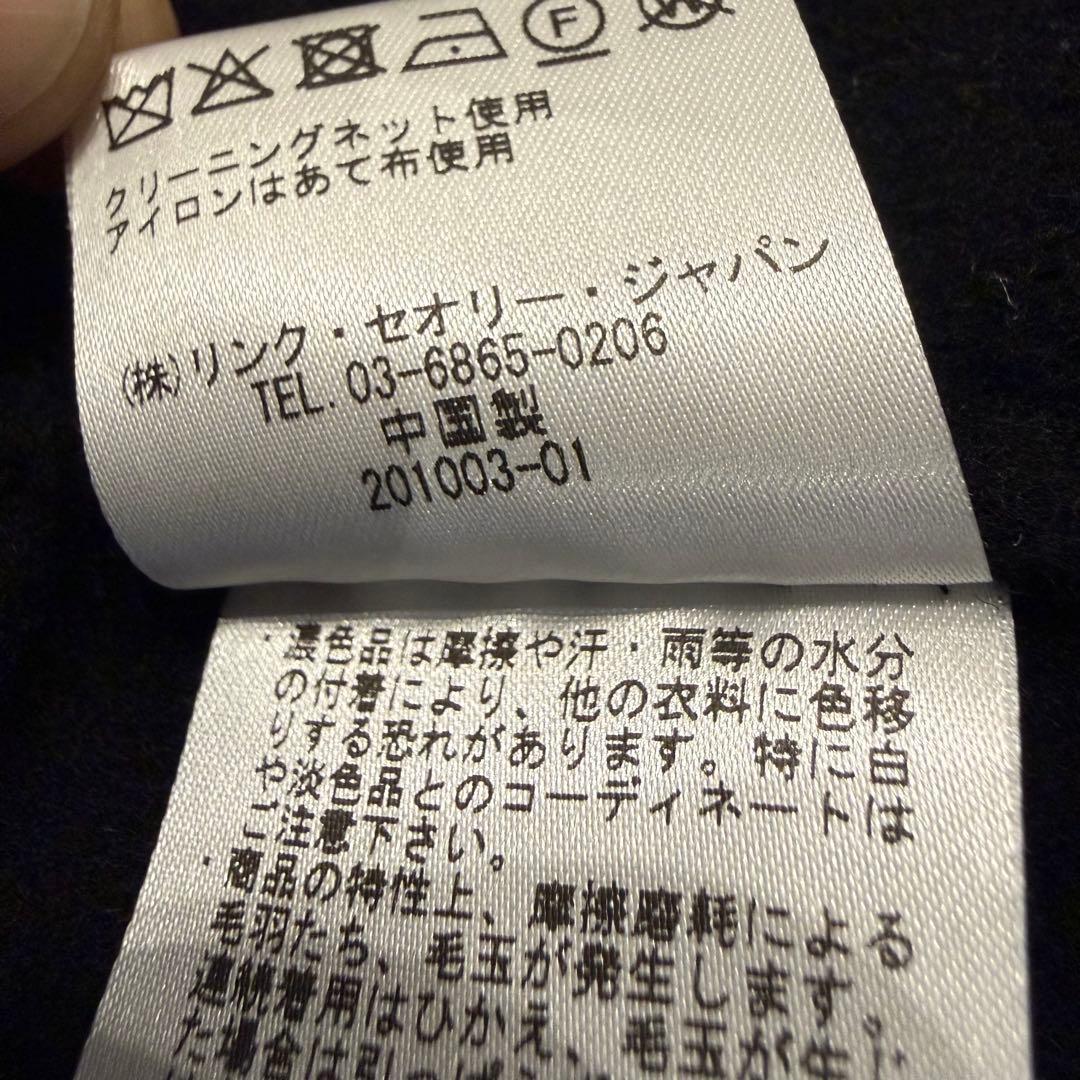 F
W
クリーニングネット使用
アイロンはあて布使用
(株)リンク・セオリー・ジャパン
TEL. 03-6865-0206
中国製
201003-01
・濃色品は摩擦や汗・雨等の水分
の付着により、他の衣料に色移
りする恐れがあります。特に白
や淡色品とのコーディネートは
ご注意下さい。
・商品の特性上、摩擦磨耗による
毛羽たち、毛玉が発生します。
連続着用はひかえ、毛玉が生
た場合は引